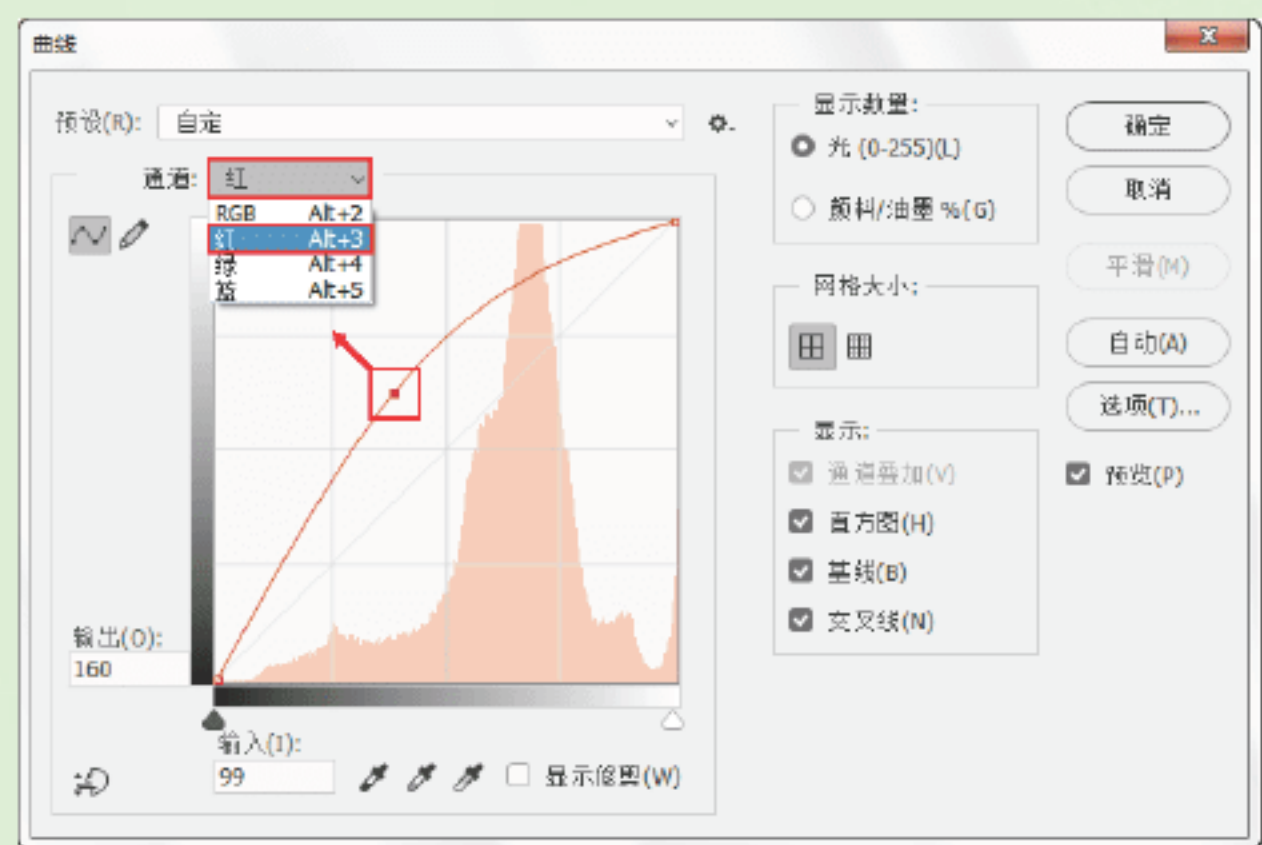 曲线
预设(R): 自定
通道: 红
RGB Alt+2
红 Alt+3
绿 Alt+4
蓝 Alt+5
输出(O):
160
输入(I):
99
显示修剪(W)
显示数量:
光 (0-255)(L)
颜料/油墨 %(G)
网格大小:
显示:
通道叠加(V)
直方图(H)
基线(B)
交叉线(N)
确定
取消
平滑(M)
自动(A)
选项(T)...
预览(P)